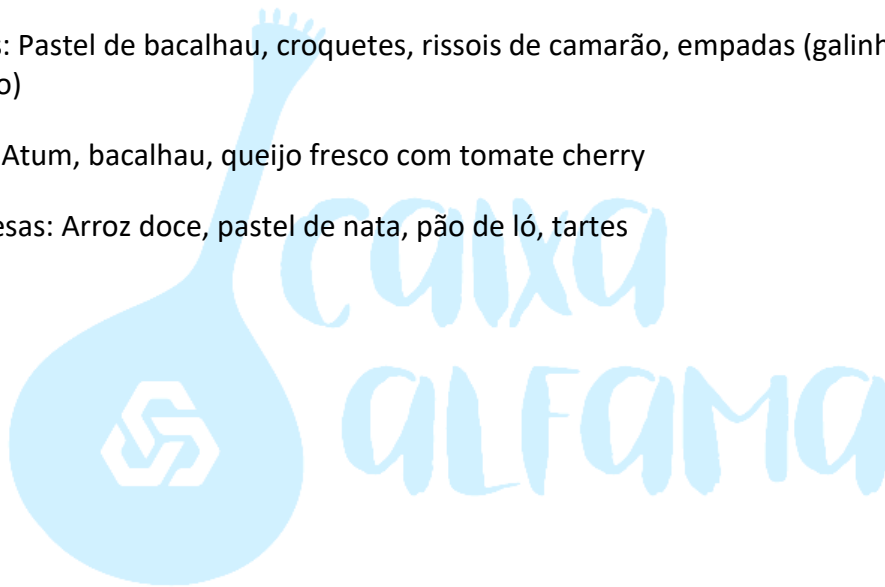 s: Pastel de bacalhau, croquetes, rissois de camarão, empadas (galinh
o)
Atum, bacalhau, queijo fresco com tomate cherry
esas: Arroz doce, pastel de nata, pão de ló, tartes
caixa
alfama